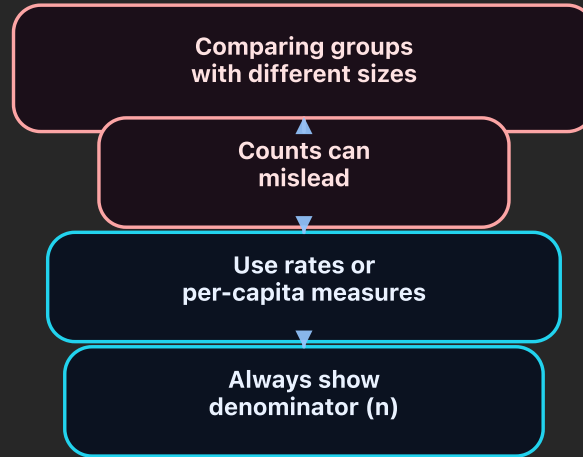 Comparing groups
with different sizes
Counts can
mislead
Use rates or
per-capita measures
Always show
denominator (n)